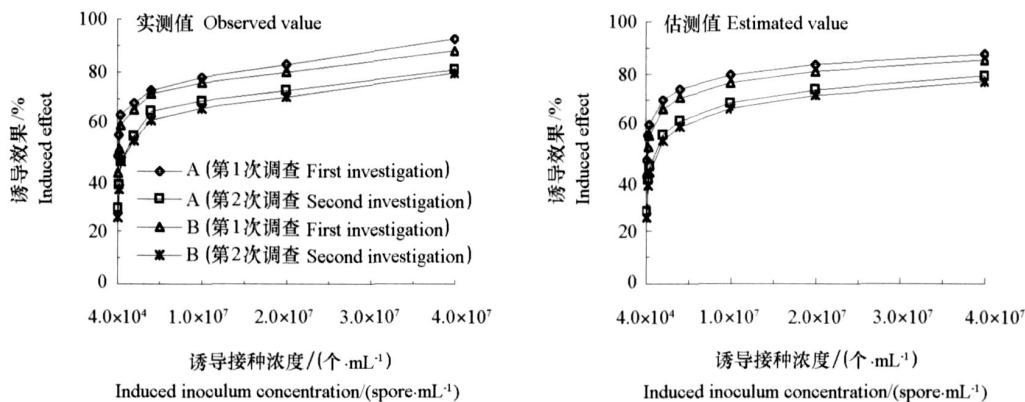 实测值 Observed value
100
80
60
40
20
0
诱导效果/%
Induced effect
A (第1次调查 First investigation)
A (第2次调查 Second investigation)
B (第1次调查 First investigation)
B (第2次调查 Second investigation)
4.0×10⁴ 1.0×10⁷ 2.0×10⁷ 3.0×10⁷ 4.0×10⁷
诱导接种浓度/(个·mL⁻¹)
Induced inoculum concentration/(spore·mL⁻¹)
估测值 Estimated value
100
80
60
40
20
0
诱导效果/%
Induced effect
4.0×10⁴ 1.0×10⁷ 2.0×10⁷ 3.0×10⁷ 4.0×10⁷
诱导接种浓度/(个·mL⁻¹)
Induced inoculum concentration/(spore·mL⁻¹)